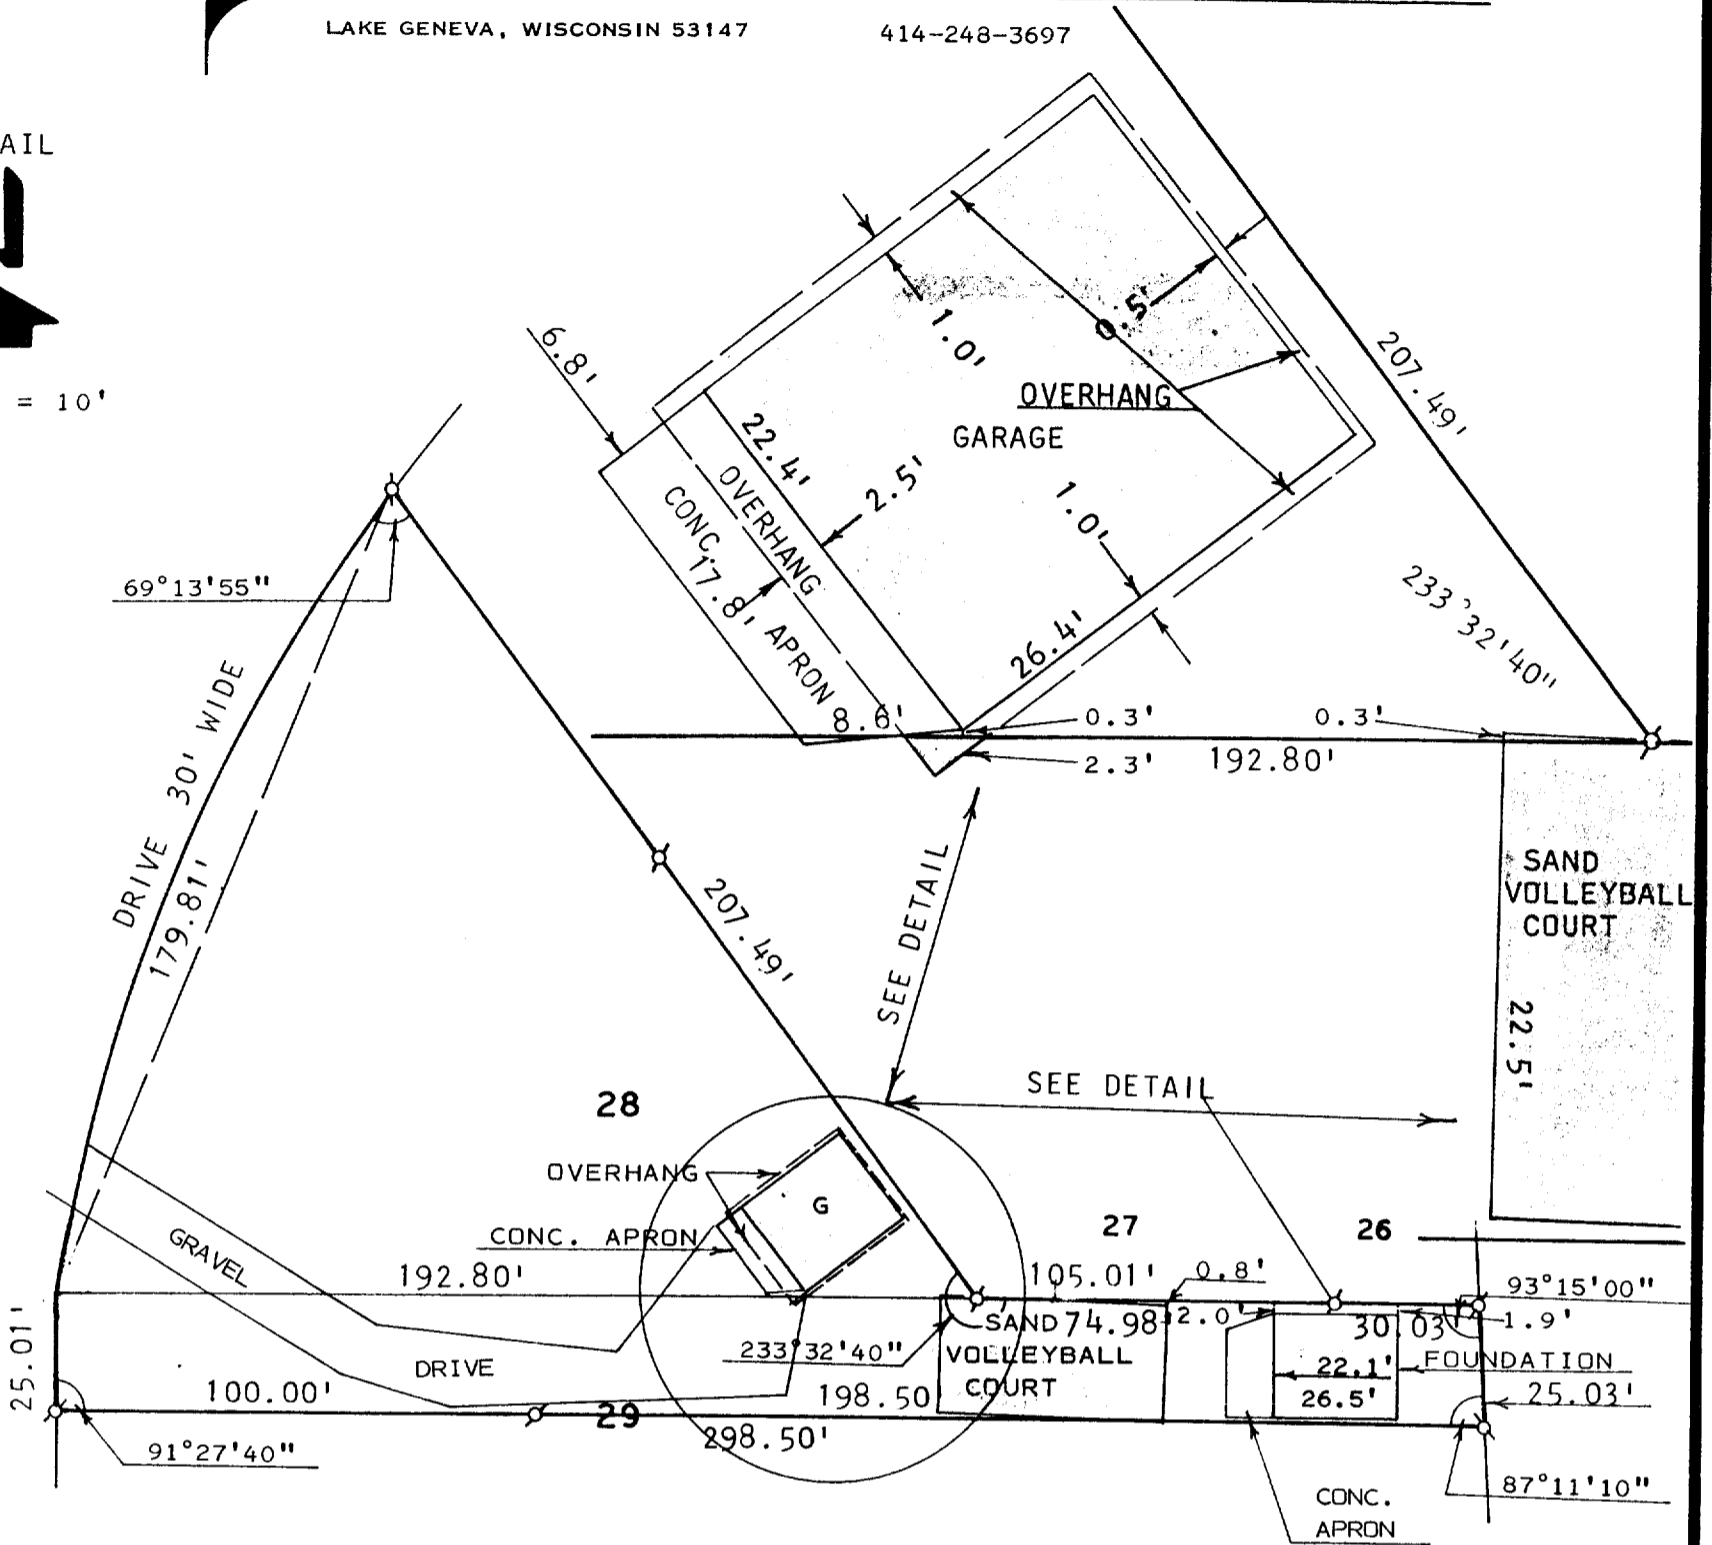 LAKE GENEVA, WISCONSIN 53147
414-248-3697
AIL
= 10'
6.8'
1.0'
0.5'
OVERHANG
GARAGE
207.49'
22.4'
2.5'
OVERHANG
CONC.
17.8'
APRON
1.0'
26.4'
233°32'40"
69°13'55"
8.6'
0.3'
0.3'
2.3'
192.80'
DRIVE 30' WIDE
179.81'
207.49'
SEE DETAIL
SAND
VOLLEYBALL
COURT
22.5'
SEE DETAIL
28
OVERHANG
G
CONC. APRON
27
26
GRAVEL
192.80'
105.01'
0.8'
93°15'00"
25.01'
SAND
74.98'
2.0'
30.03'
1.9'
233°32'40"
VOLLEYBALL
COURT
22.1'
FOUNDATION
DRIVE
100.00'
198.50
26.5'
25.03'
29
298.50'
91°27'40"
87°11'10"
CONC.
APRON